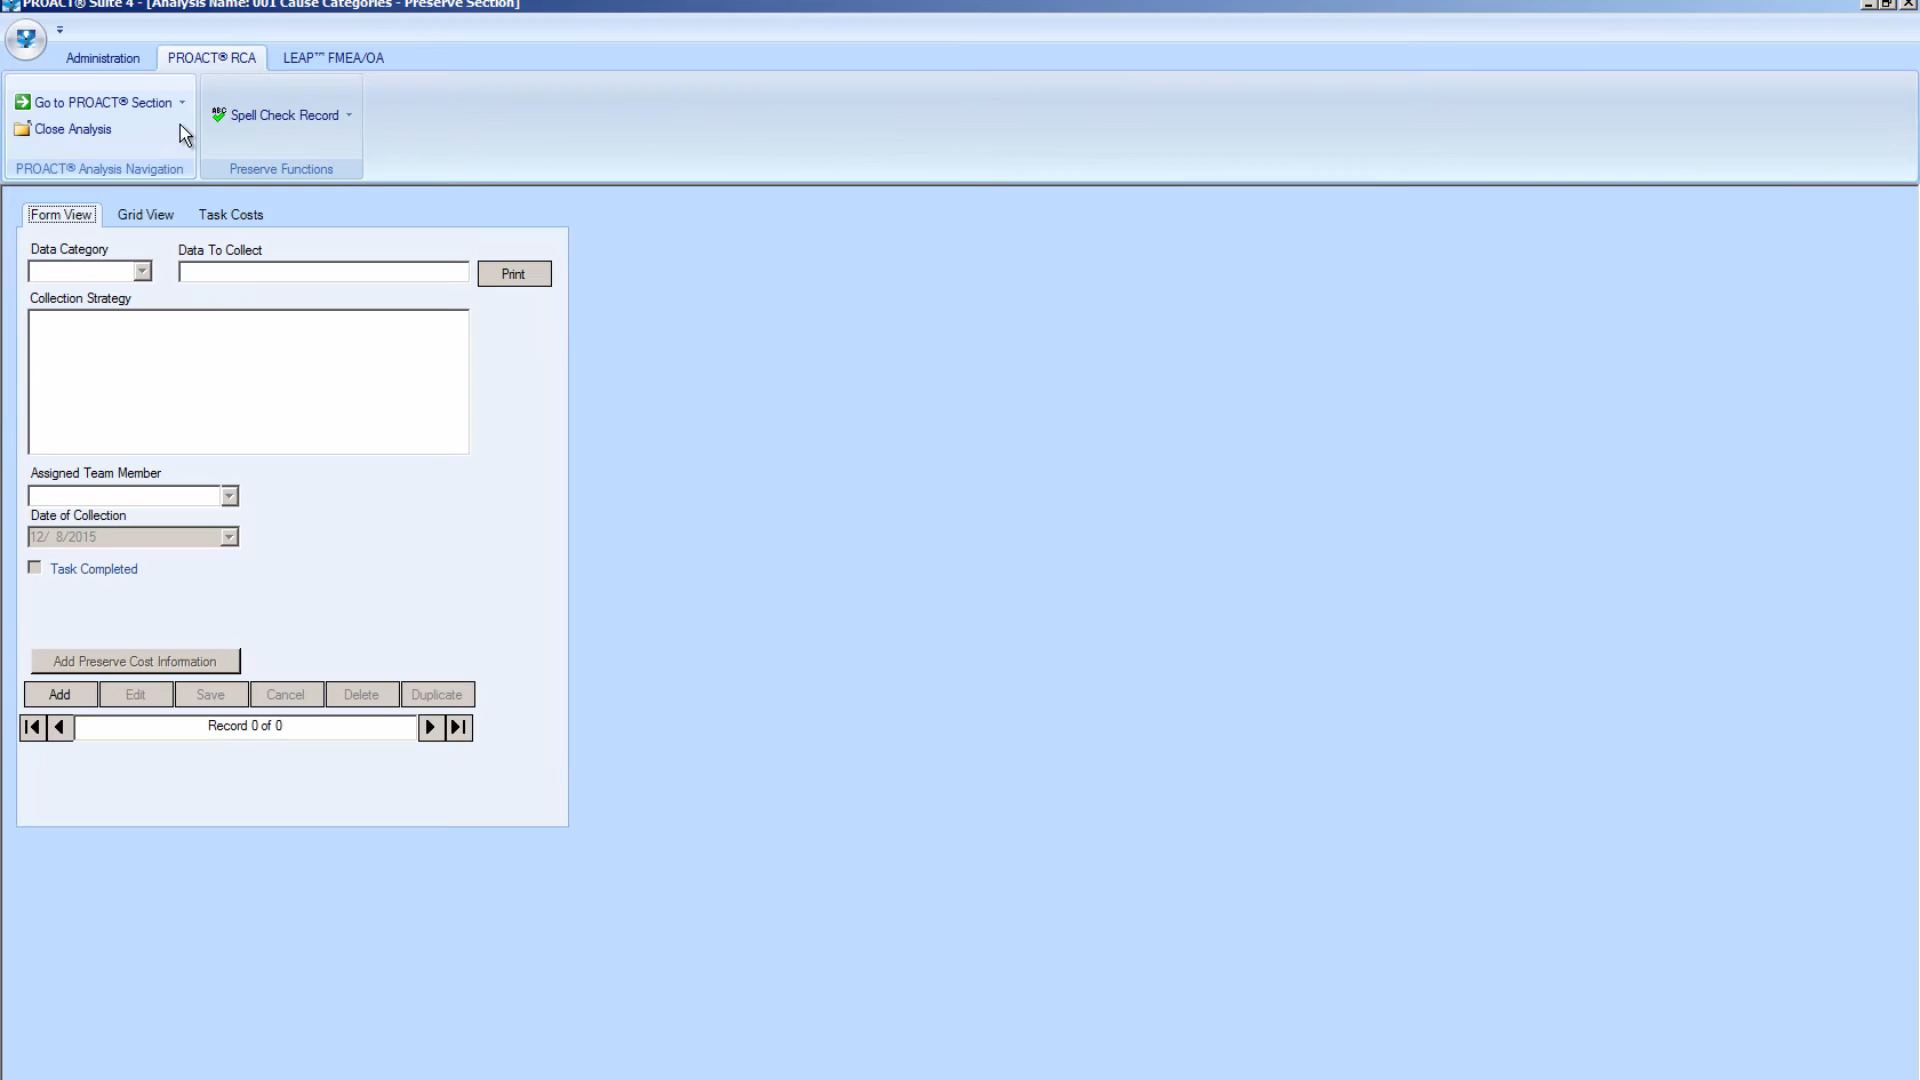 PROACT® Suite 4 - [Analysis Name: 001 Cause Categories - Preserve Section]
Administration PROACT® RCA LEAP™ FMEA/OA
Go to PROACT® Section
Close Analysis
ABC Spell Check Record
PROACT® Analysis Navigation Preserve Functions
Form View Grid View Task Costs
Data Category Data To Collect
Print
Collection Strategy
Assigned Team Member
Date of Collection
12/ 8/2015
Task Completed
Add Preserve Cost Information
Add Edit Save Cancel Delete Duplicate
Record 0 of 0